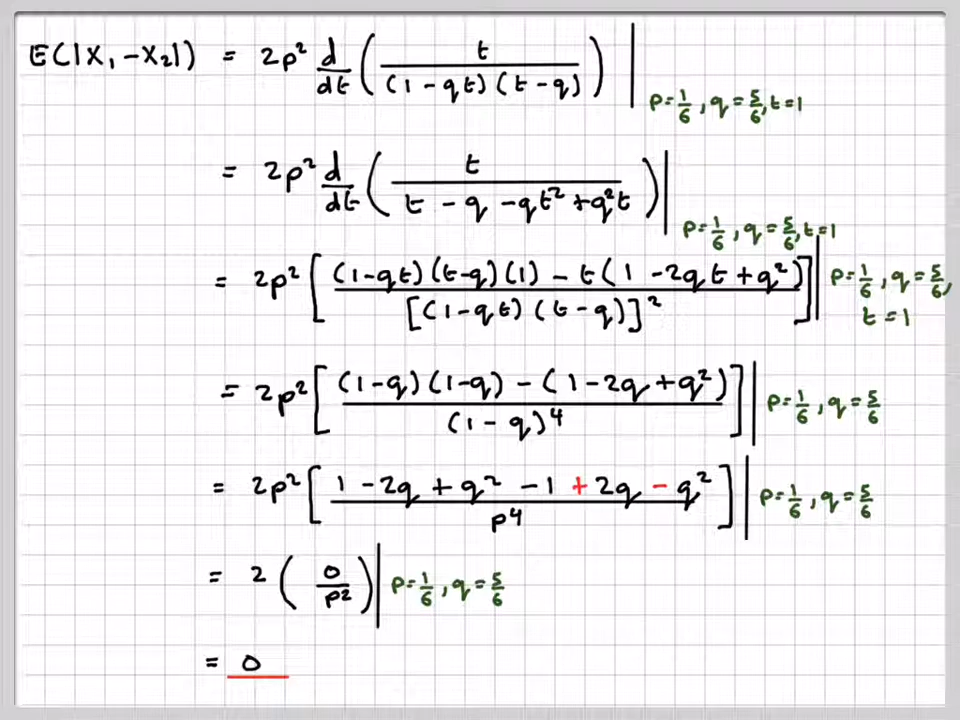 E(|X₁ - X₂|) = 2p² d/dt ( t / (1 - qt)(t - q) ) | p=1/6, q=5/6, t=1
= 2p² d/dt ( t / t - q - qt² + q²t ) | p=1/6, q=5/6, t=1
= 2p² [ (1-qt)(t-q)(1) - t(1 - 2qt + q²) / [(1-qt)(t-q)]² ] | p=1/6, q=5/6, t=1
= 2p² [ (1-q)(1-q) - (1-2q+q²) / (1-q)⁴ ] | p=1/6, q=5/6
= 2p² [ 1 - 2q + q² - 1 + 2q - q² / p⁴ ] | p=1/6, q=5/6
= 2 ( 0 / p² ) | p=1/6, q=5/6
= 0